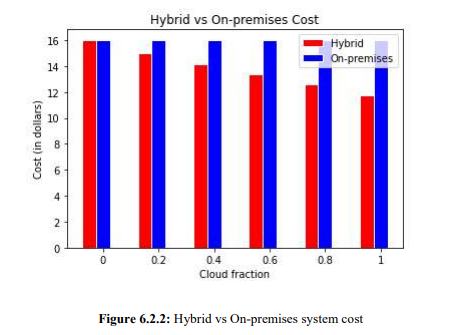 Hybrid vs On-premises Cost
Hybrid
On-premises
Cost (in dollars)
16
14
12
10
8
6
4
2
0
0 0.2 0.4 0.6 0.8 1
Cloud fraction
Figure 6.2.2: Hybrid vs On-premises system cost